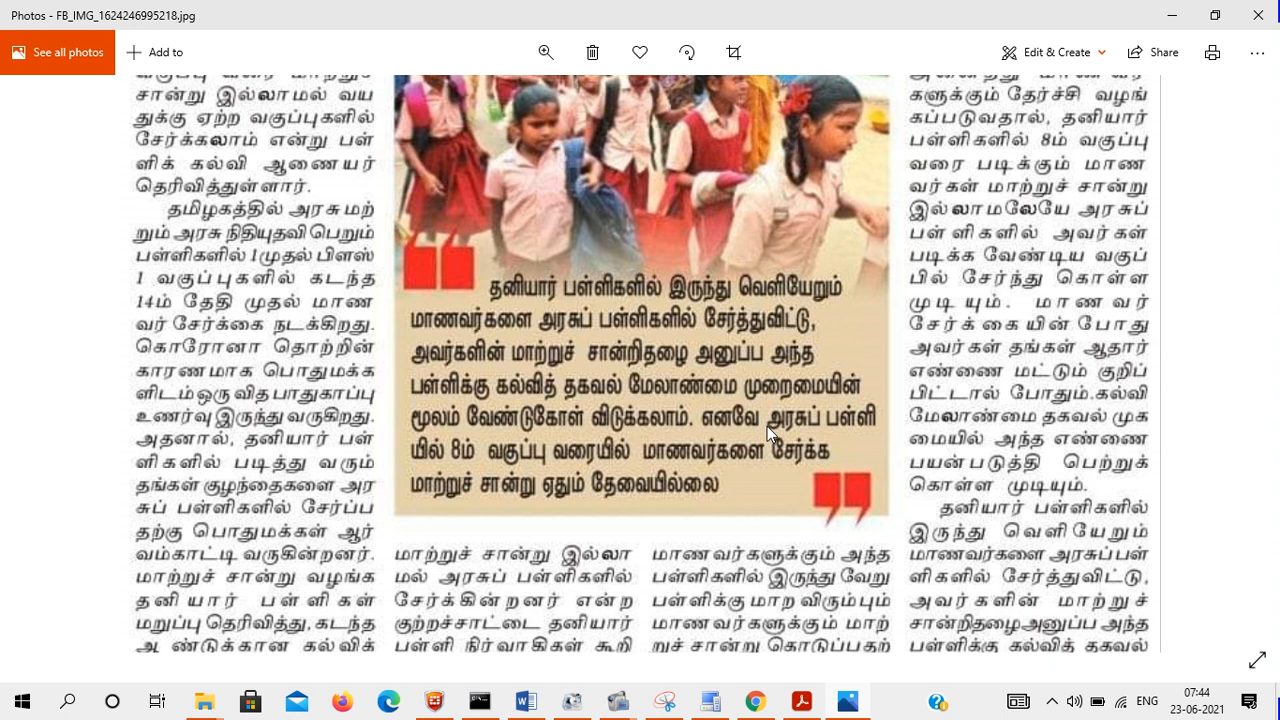 Photos - FB_IMG_1624246995218.jpg
See all photos
Add to
Edit & Create
Share
சான்று இல்லாமல் வய
துக்கு ஏற்ற வகுப்புகளில்
சேர்க்கலாம் என்று பள்
ளிக் கல்வி ஆணையர்
தெரிவித்துள்ளார்.
தமிழகத்தில் அரசு மற்
றும் அரசு நிதியுதவி பெறும்
பள்ளிகளில் 1முதல் பிளஸ்
1 வகுப்புகளில் கடந்த
14ம் தேதி முதல் மாண
வர் சேர்க்கை நடக்கிறது.
கொரோனா தொற்றின்
காரணமாக பொதுமக்க
ளிடம்ஒரு வித பாதுகாப்பு
உணர்வு இருந்து வருகிறது.
அதனால், தனியார் பள்
ளிகளில் படித்து வரும்
தங்கள் குழந்தைகளை அர
சுப் பள்ளிகளில் சேர்ப்ப
தற்கு பொதுமக்கள் ஆர்
வம்காட்டி வருகின்றனர்.
மாற்றுச் சான்று வழங்க
தனியார் பள்ளிகள்
மறுப்பு தெரிவித்து, கடந்த
ஆண்டுக்கான கல்விக்
தனியார் பள்ளிகளில் இருந்து வெளியேறும்
மாணவர்களை அரசுப் பள்ளிகளில் சேர்த்துவிட்டு,
அவர்களின் மாற்றுச் சான்றிதழை அனுப்ப அந்த
பள்ளிக்கு கல்வித் தகவல் மேலாண்மை முறைமையின்
மூலம் வேண்டுகோள் விடுக்கலாம். எனவே அரசுப் பள்ளி
யில் 8ம் வகுப்பு வரையில் மாணவர்களை சேர்க்க
மாற்றுச் சான்று ஏதும் தேவையில்லை
மாற்றுச் சான்று இல்லா
மல் அரசுப் பள்ளிகளில்
சேர்க்கின்றனர் என்ற
குற்றச்சாட்டை தனியார்
பள்ளி நிர்வாகிகள் கூறி
மாணவர்களுக்கும் அந்த
பள்ளிகளில் இருந்து வேறு
பள்ளிக்கு மாற விரும்பும்
மாணவர்களுக்கும் மாற்
றுச் சான்று கொடுப்பதற்
களுக்கும் தேர்ச்சி வழங்
கப்படுவதால், தனியார்
பள்ளிகளில் 8ம் வகுப்பு
வரை படிக்கும் மாண
வர்கள் மாற்றுச் சான்று
இல்லாமலேயே அரசுப்
பள்ளிகளில் அவர்கள்
படிக்க வேண்டிய வகுப்
பில் சேர்ந்து கொள்ள
முடியும். மாணவர்
சேர்க்கையின் போது
அவர்கள் தங்கள் ஆதார்
எண்ணை மட்டும் குறிப்
பிட்டால் போதும்.கல்வி
மேலாண்மை தகவல் முக
மையில் அந்த எண்ணை
பயன்படுத்தி பெற்றுக்
கொள்ள முடியும்.
தனியார் பள்ளிகளில்
இருந்து வெளியேறும்
மாணவர்களை அரசுப்பள்
ளிகளில் சேர்த்துவிட்டு,
அவர்களின் மாற்றுச்
சான்றிதழைஅனுப்ப அந்த
பள்ளிக்கு கல்வித் தகவல்
ENG
07:44
23-06-2021